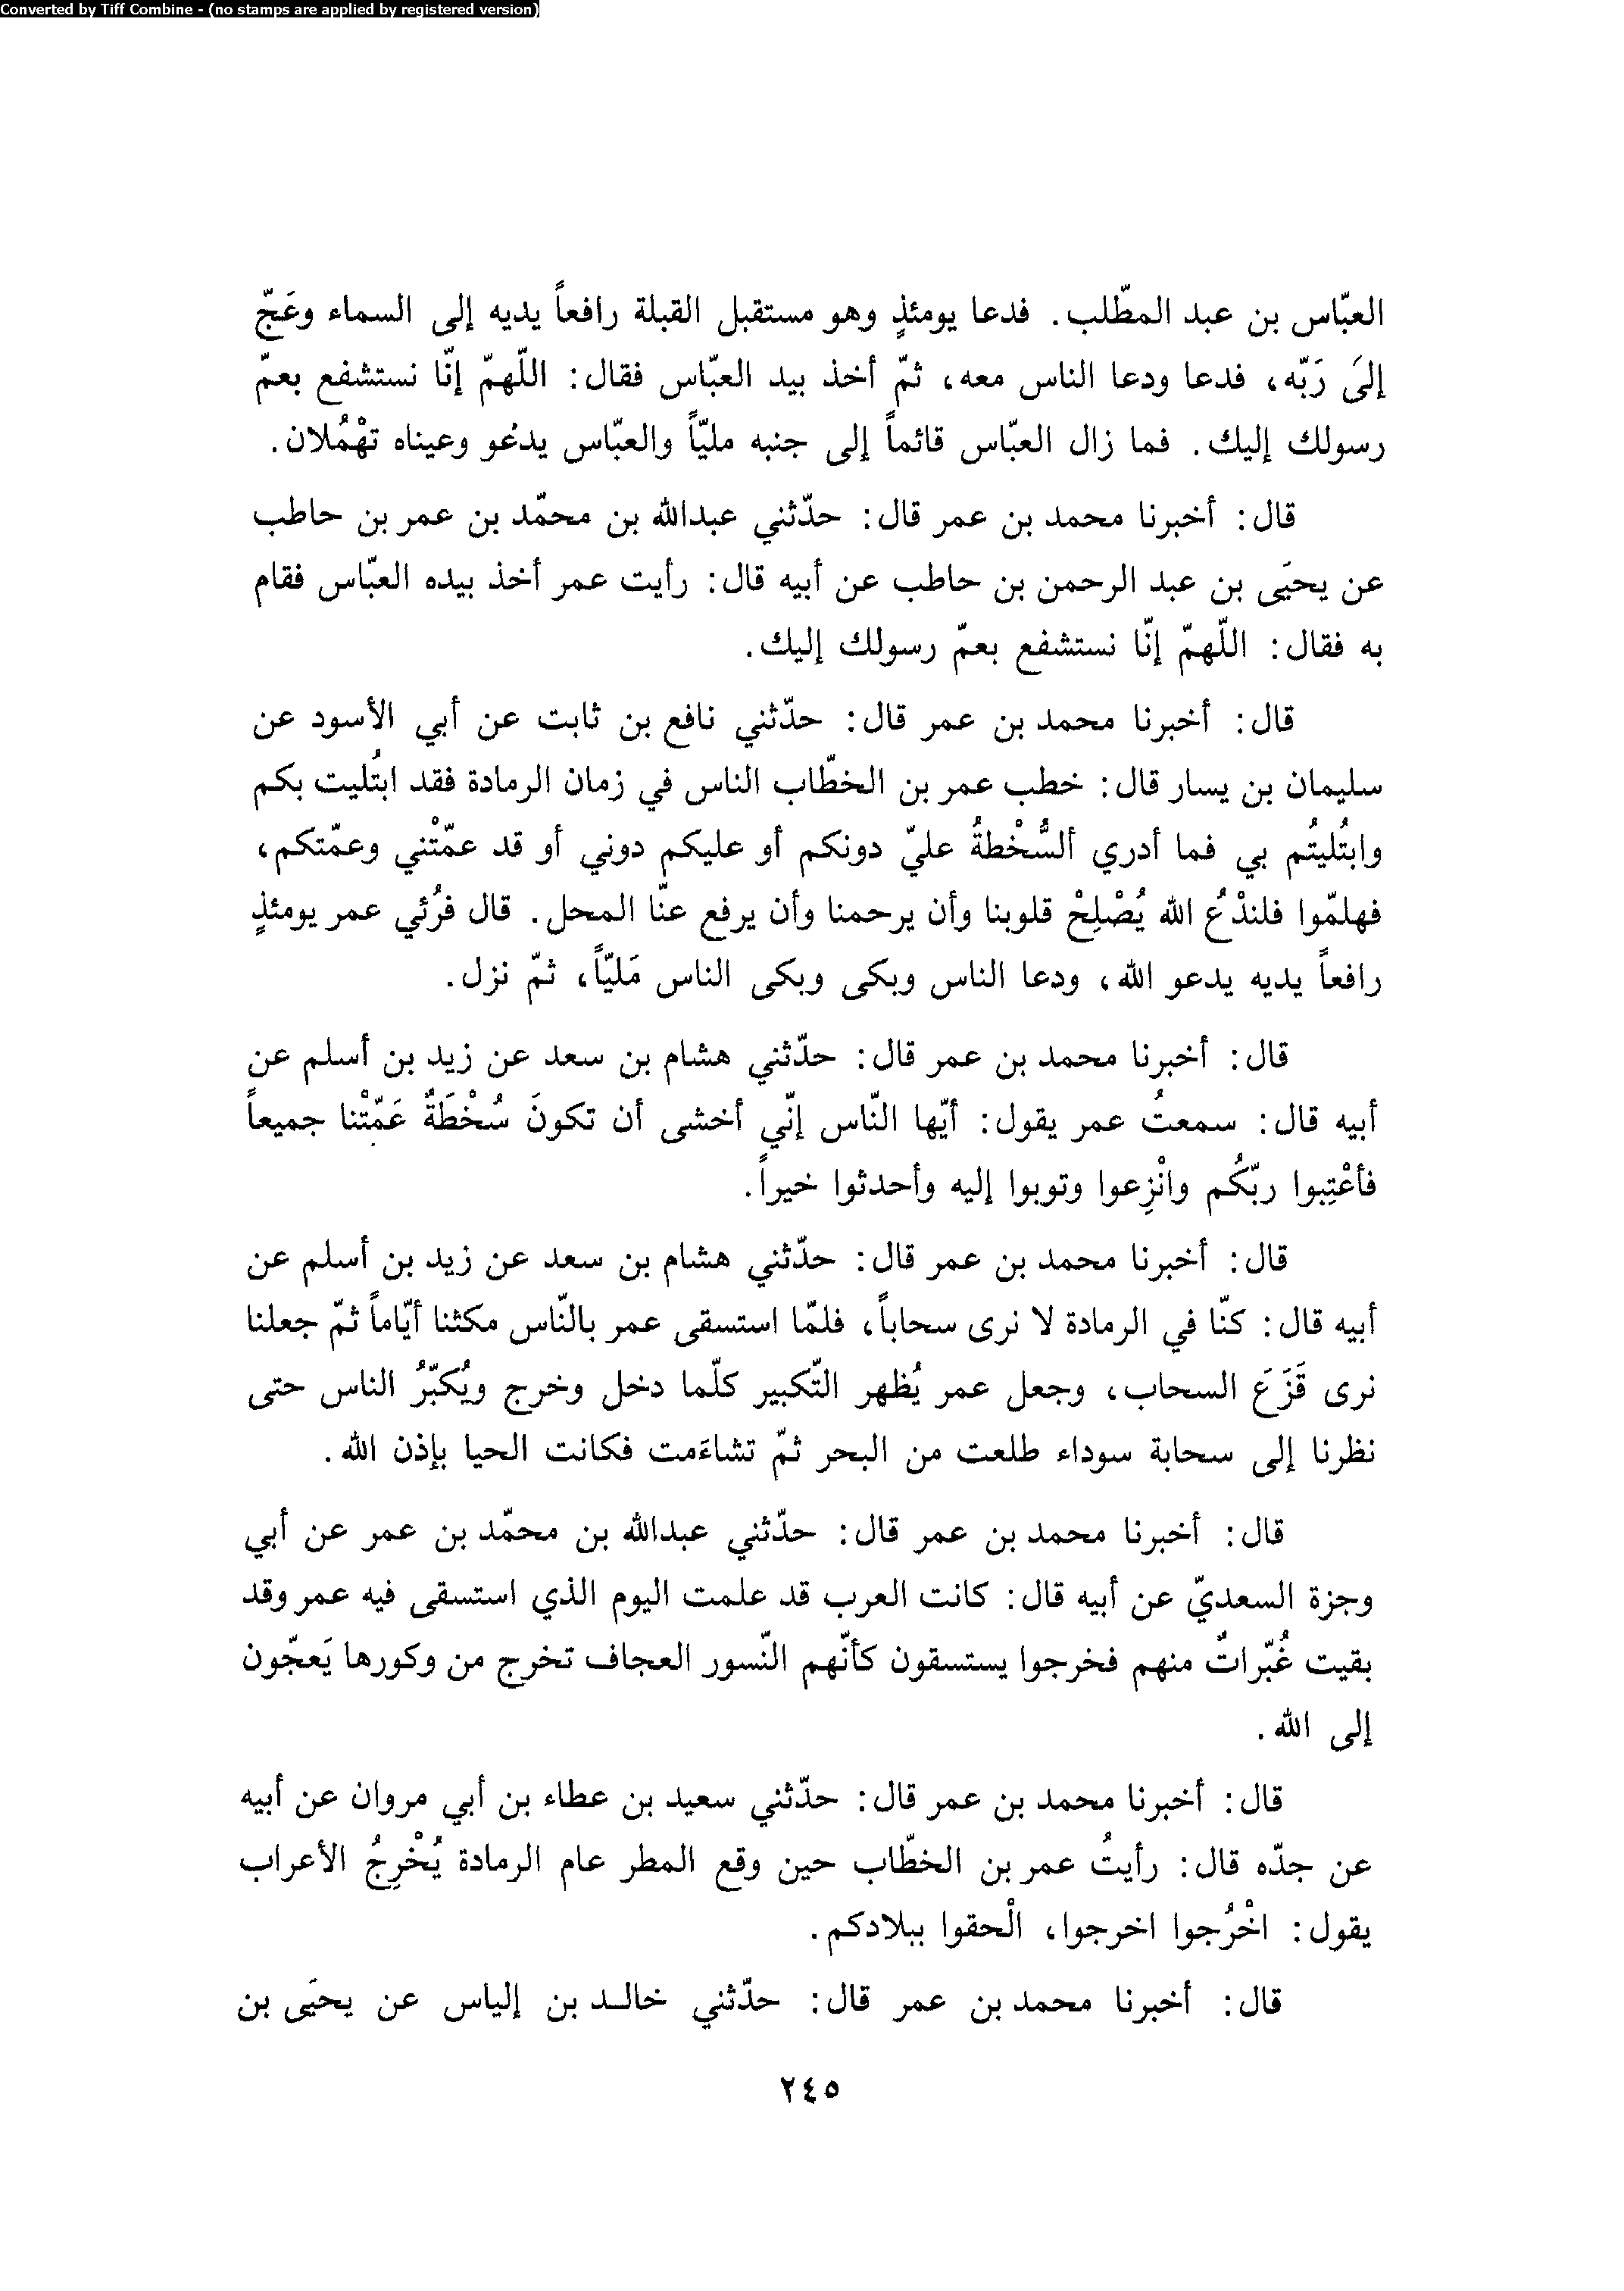 Converted by Tiff Combine - (no stamps are applied by registered version)
العبّاس بن عبد المطّلب. فدعا يومئذٍ وهو مستقبل القبلة رافعاً يديه إلى السماء وعَجّ
إلىَ رَبّه، فدعا ودعا الناس معه، ثمّ أخذ بيد العبّاس فقال: اللّهمّ إنّا نستشفع بعمّ
رسولك إليك. فما زال العبّاس قائماً إلى جنبه مليّاً والعبّاس يدعُو وعيناه تهْمُلان.
قال: أخبرنا محمد بن عمر قال: حدّثني عبدالله بن محمّد بن عمر بن حاطب
عن يحيَى بن عبد الرحمن بن حاطب عن أبيه قال: رأيت عمر أخذ بيده العبّاس فقام
به فقال: اللّهمّ إنّا نستشفع بعمّ رسولك إليك.
قال: أخبرنا محمد بن عمر قال: حدّثني نافع بن ثابت عن أبي الأسود عن
سليمان بن يسار قال: خطب عمر بن الخطّاب الناس في زمان الرمادة فقد ابتُليت بكم
وابتُليتُم بي فما أدري ألسُّخْطةُ عليّ دونكم أو عليكم دوني أو قد عمّتْني وعمّتكم،
فهلمّوا فلندْعُ الله يُصْلِحْ قلوبنا وأن يرحمنا وأن يرفع عنّا المحل. قال فرُئي عمر يومئذٍ
رافعاً يديه يدعو الله، ودعا الناس وبكى وبكى الناس مَليّاً، ثمّ نزل.
قال: أخبرنا محمد بن عمر قال: حدّثني هشام بن سعد عن زيد بن أسلم عن
أبيه قال: سمعتُ عمر يقول: أيّها النّاس إنّي أخشى أن تكونَ سُخْطَةٌ عَمّتْنا جميعاً
فأعْتِبوا ربّكُم وانْزِعوا وتوبوا إليه وأحدثوا خيراً.
قال: أخبرنا محمد بن عمر قال: حدّثني هشام بن سعد عن زيد بن أسلم عن
أبيه قال: كنّا في الرمادة لا نرى سحاباً، فلمّا استسقى عمر بالنّاس مكثنا أيّاماً ثمّ جعلنا
نرى قَزَعَ السحاب، وجعل عمر يُظهر التّكبير كلّما دخل وخرج ويُكبّرُ الناس حتى
نظرنا إلى سحابة سوداء طلعت من البحر ثمّ تشاءَمت فكانت الحيا بإذن الله.
قال: أخبرنا محمد بن عمر قال: حدّثني عبدالله بن محمّد بن عمر عن أبي
وجزة السعديّ عن أبيه قال: كانت العرب قد علمت اليوم الذي استسقى فيه عمر وقد
بقيت غُبّراتٌ منهم فخرجوا يستسقون كأنّهم النّسور العجاف تخرج من وكورها يَعجّون
إلى الله.
قال: أخبرنا محمد بن عمر قال: حدّثني سعيد بن عطاء بن أبي مروان عن أبيه
عن جدّه قال: رأيتُ عمر بن الخطّاب حين وقع المطر عام الرمادة يُخْرِجُ الأعراب
يقول: اخْرُجوا اخرجوا، الْحقوا ببلادكم.
قال: أخبرنا محمد بن عمر قال: حدّثني خالد بن إلياس عن يحيَى بن
٢٤٥